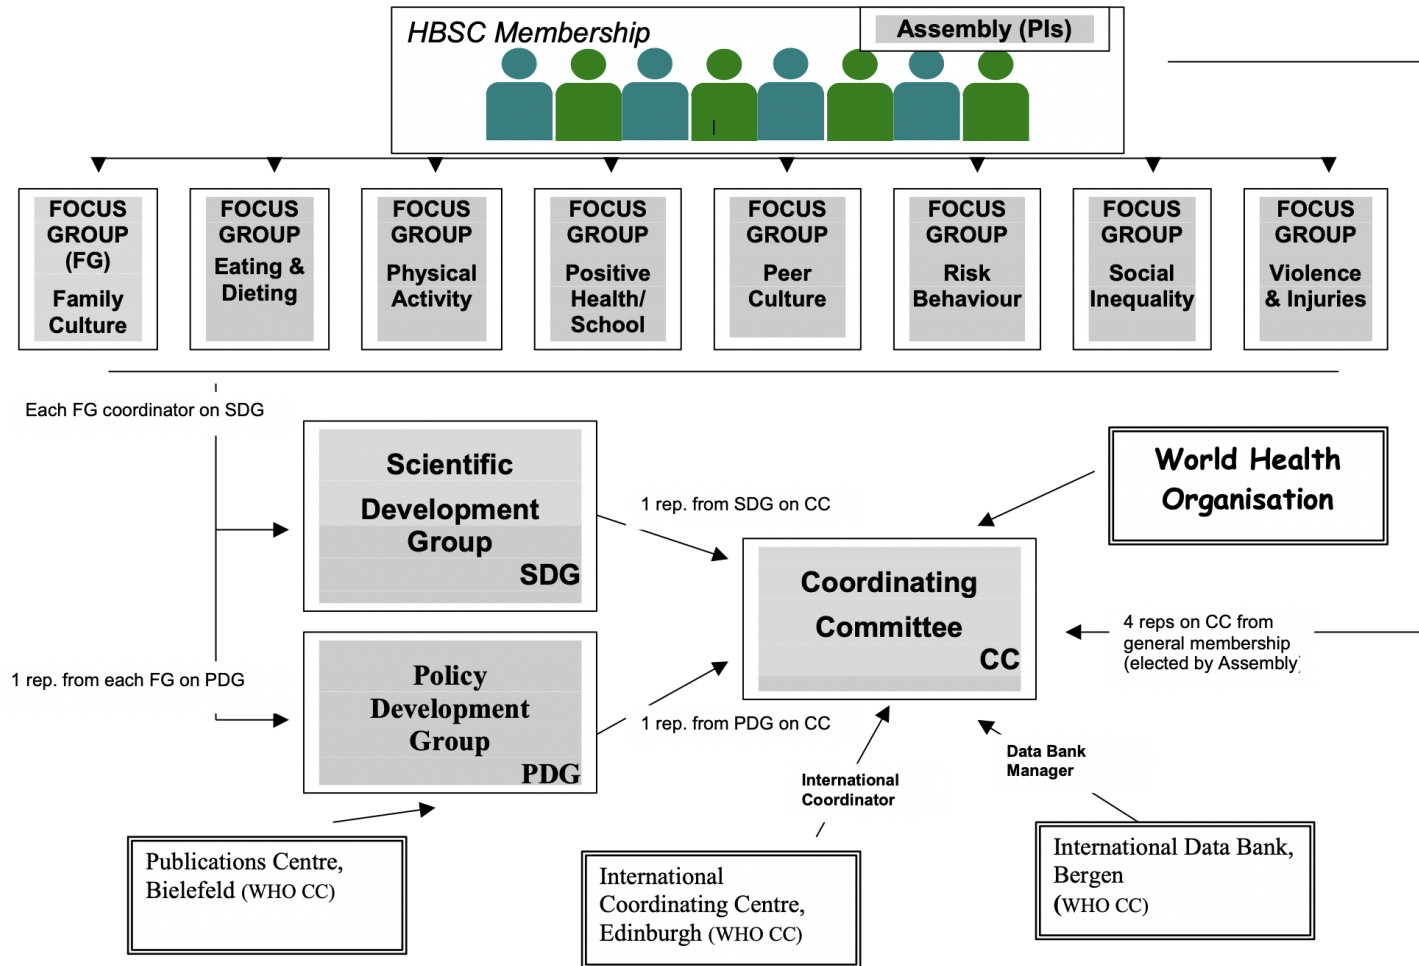 HBSC Membership
Assembly (PIs)
FOCUS
GROUP
(FG)
Family
Culture
FOCUS
GROUP
Eating &
Dieting
FOCUS
GROUP
Physical
Activity
FOCUS
GROUP
Positive
Health/
School
FOCUS
GROUP
Peer
Culture
FOCUS
GROUP
Risk
Behaviour
FOCUS
GROUP
Social
Inequality
FOCUS
GROUP
Violence
& Injuries
Each FG coordinator on SDG
Scientific
Development
Group
SDG
1 rep. from SDG on CC
World Health
Organisation
Coordinating
Committee
CC
4 reps on CC from
general membership
(elected by Assembly)
1 rep. from each FG on PDG
Policy
Development
Group
PDG
1 rep. from PDG on CC
International
Coordinator
Data Bank
Manager
Publications Centre,
Bielefeld (WHO CC)
International
Coordinating Centre,
Edinburgh (WHO CC)
International Data Bank,
Bergen
(WHO CC)